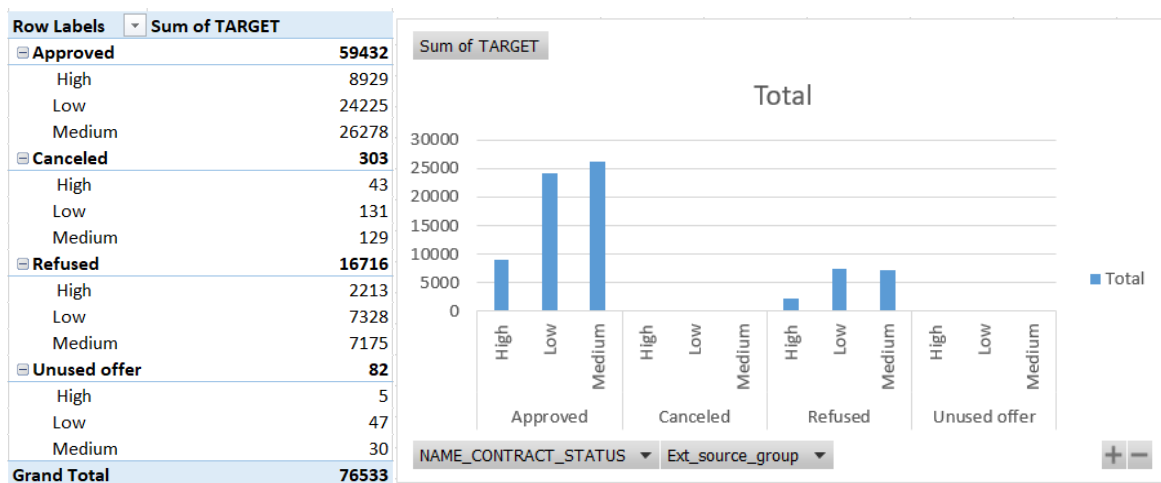 Row Labels Sum of TARGET
Approved 59432
High 8929
Low 24225
Medium 26278
Canceled 303
High 43
Low 131
Medium 129
Refused 16716
High 2213
Low 7328
Medium 7175
Unused offer 82
High 5
Low 47
Medium 30
Grand Total 76533
Sum of TARGET
Total
30000
25000
20000
15000
10000
5000
0
High Low Medium High Low Medium High Low Medium High Low Medium
Approved Canceled Refused Unused offer
Total
NAME_CONTRACT_STATUS Ext_source_group